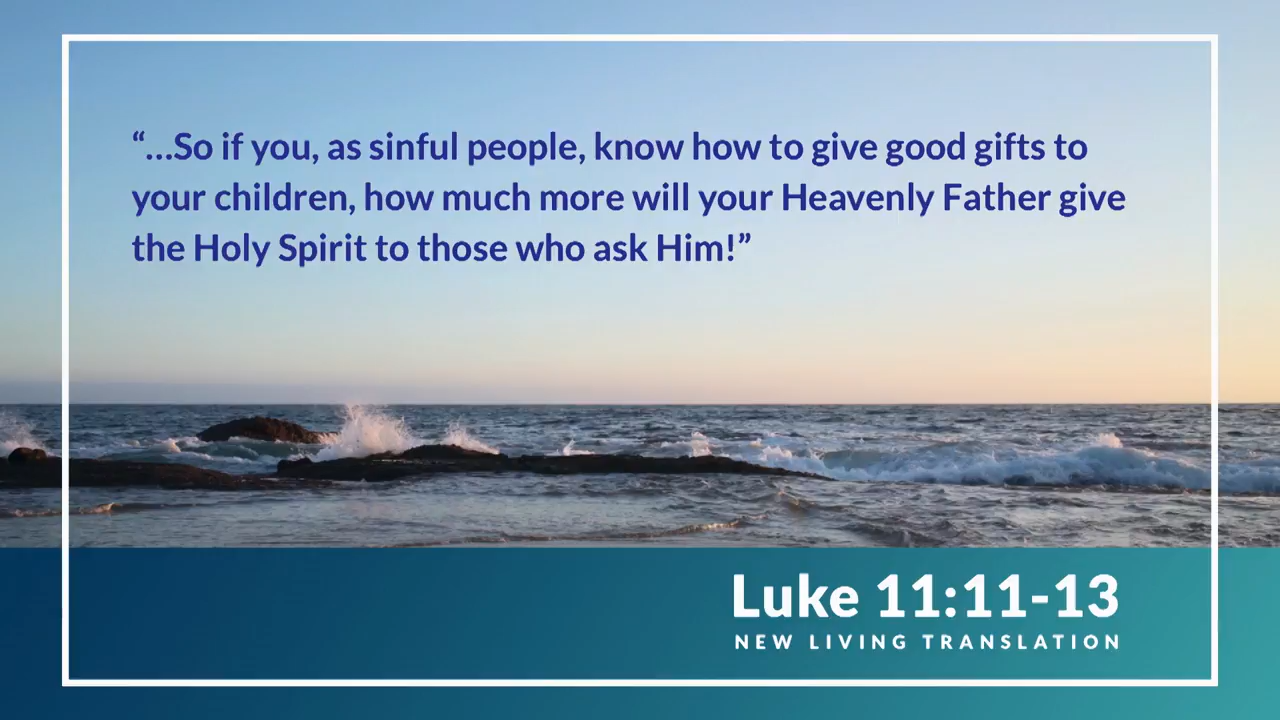 “…So if you, as sinful people, know how to give good gifts to
your children, how much more will your Heavenly Father give
the Holy Spirit to those who ask Him!”
Luke 11:11-13
NEW LIVING TRANSLATION